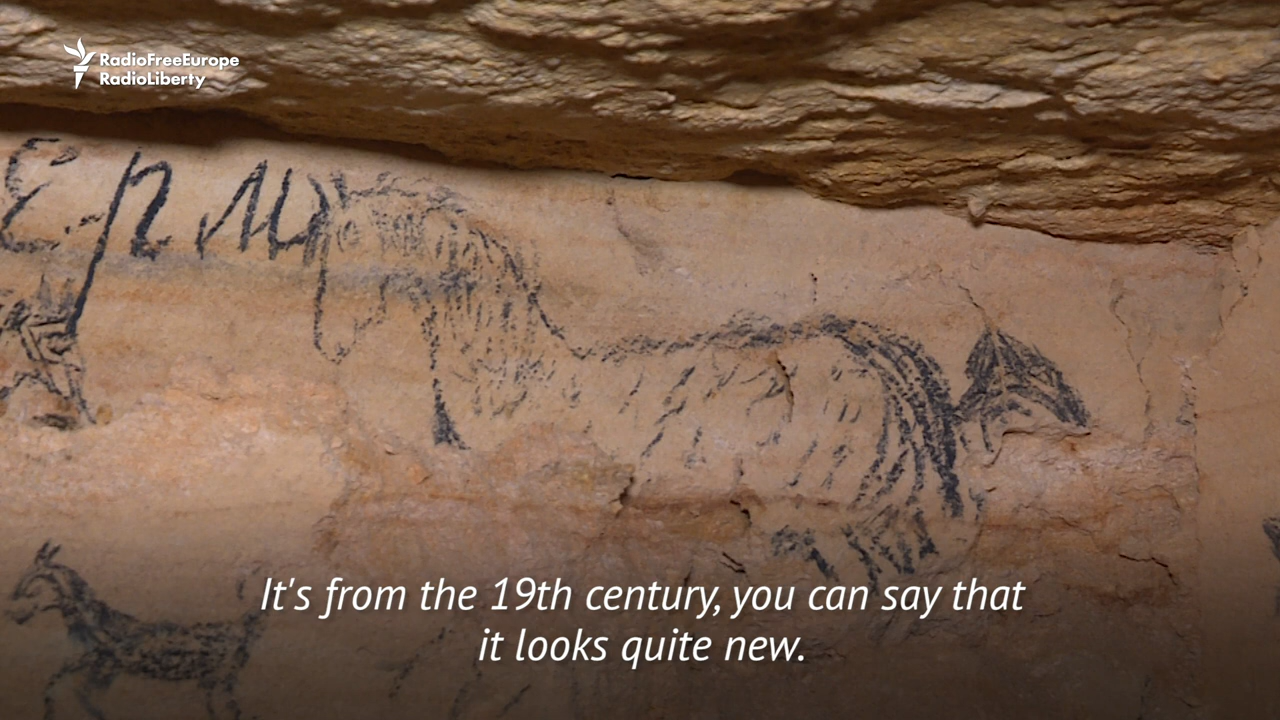 RadioFreeEurope
RadioLiberty
It's from the 19th century, you can say that
it looks quite new.